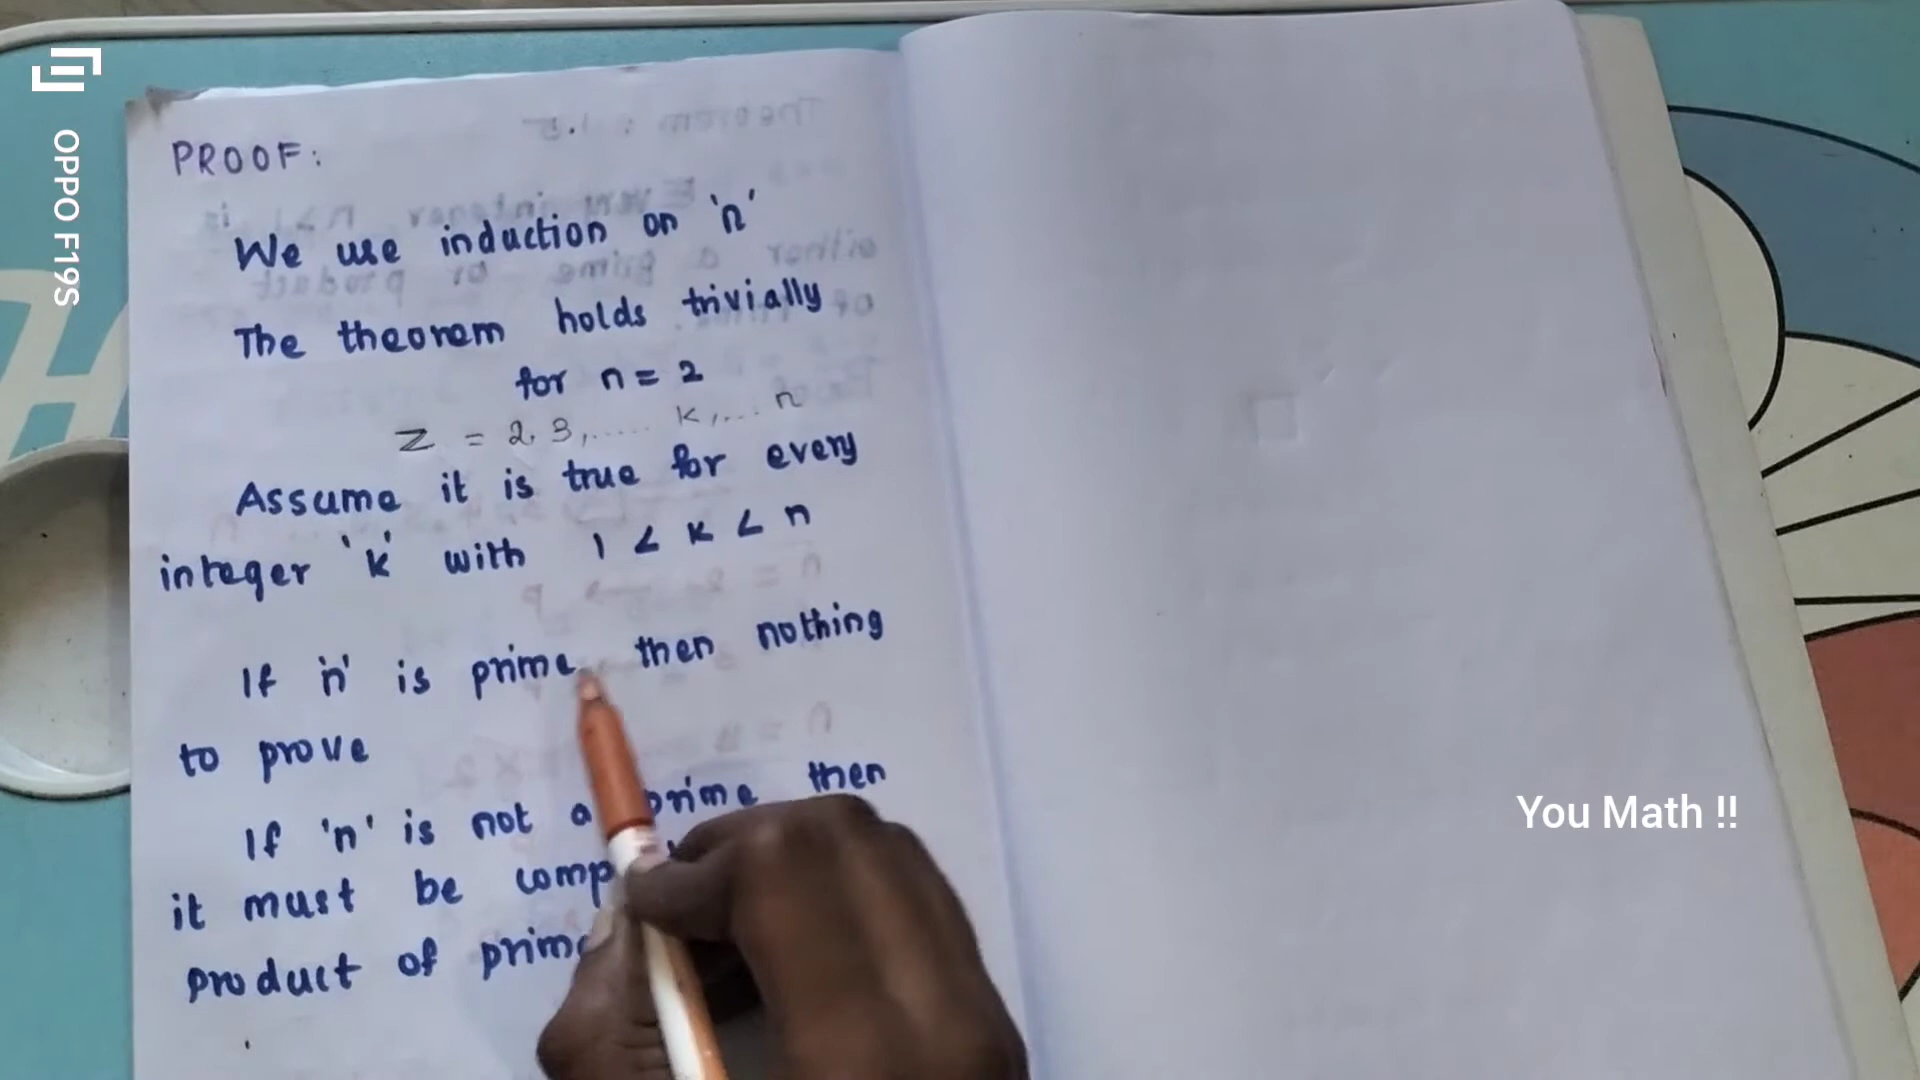 OPPO F19S
PROOF:
We use induction on 'n'
The theorem holds trivially
for n = 2
Z = 2, 3, ..... k, ... n
Assume it is true for every
integer 'k' with 1 < k < n
If 'n' is prime then nothing
to prove
If 'n' is not a prime then
it must be
product of
You Math !!